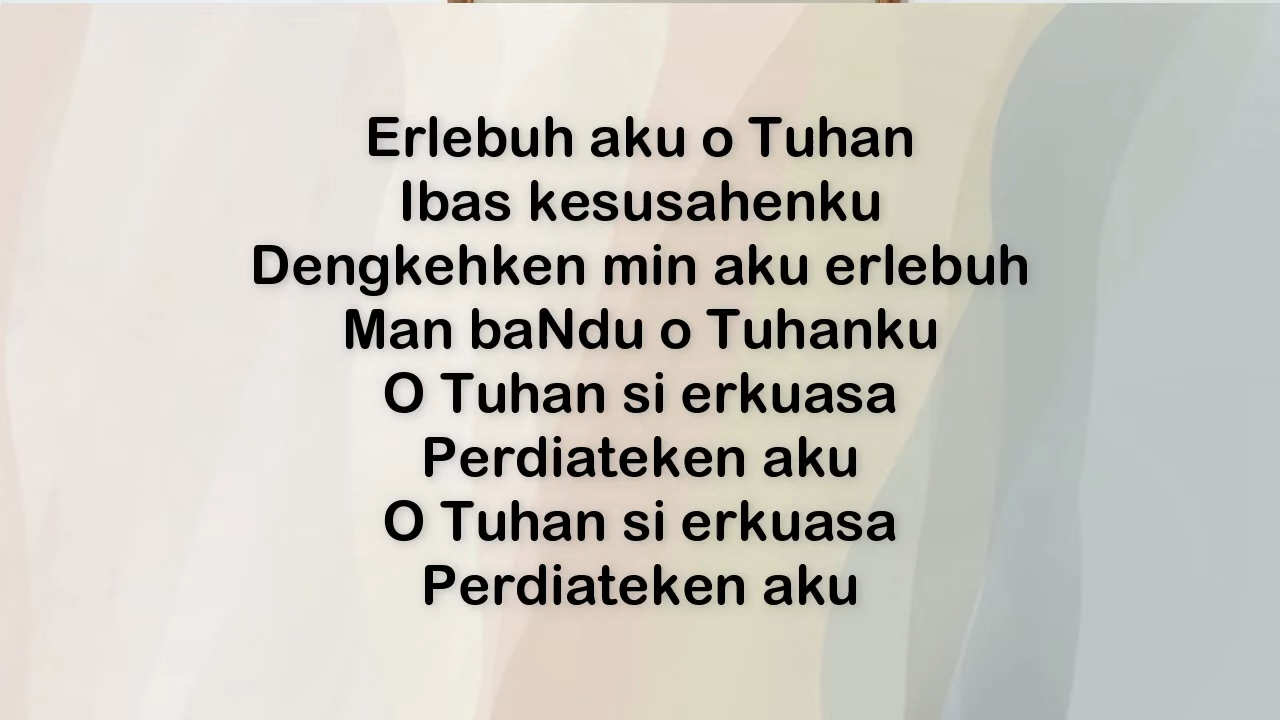 Erlebuh aku o Tuhan
Ibas kesusahenku
Dengkehken min aku erlebuh
Man baNdu o Tuhanku
O Tuhan si erkuasa
Perdiateken aku
O Tuhan si erkuasa
Perdiateken aku